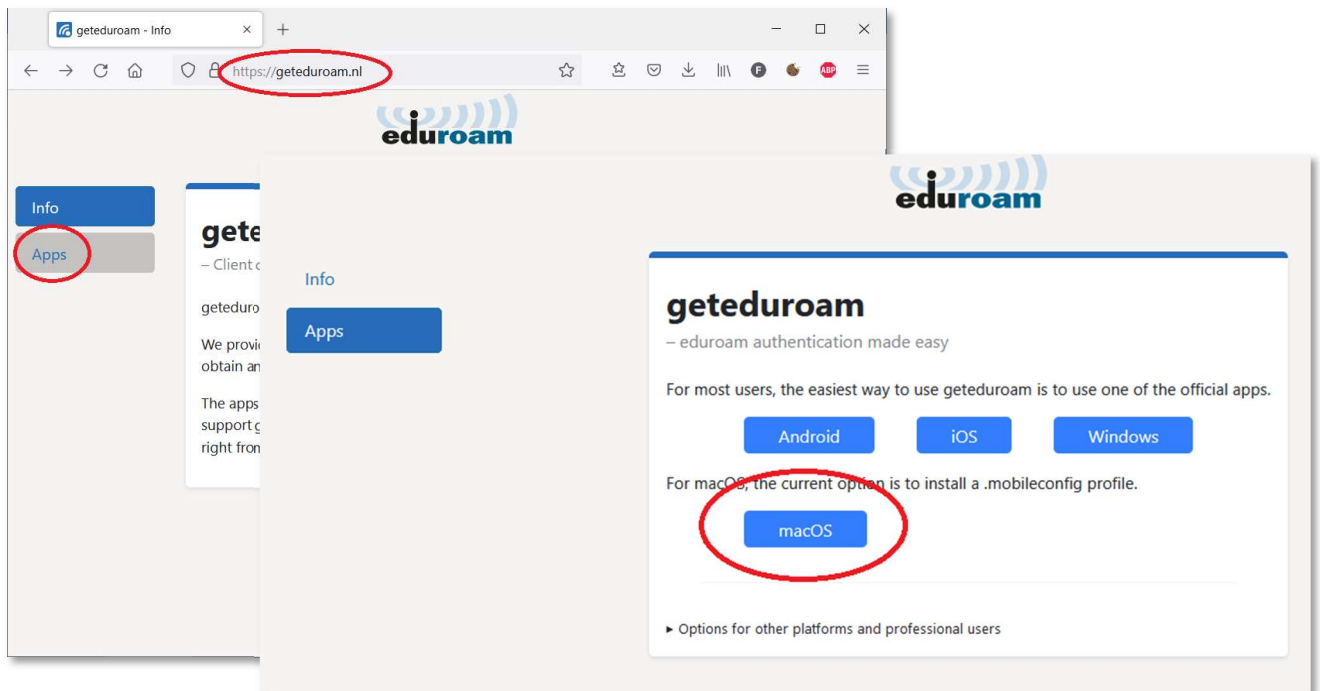 geteduroam - Info
https://geteduroam.nl
ABP
eduroam
Info
Apps
gete
– Client
geteduro
We provi
obtain an
The apps
support g
right from
eduroam
Info
Apps
geteduroam
– eduroam authentication made easy
For most users, the easiest way to use geteduroam is to use one of the official apps.
Android
iOS
Windows
For macOS, the current option is to install a .mobileconfig profile.
macOS
▸ Options for other platforms and professional users